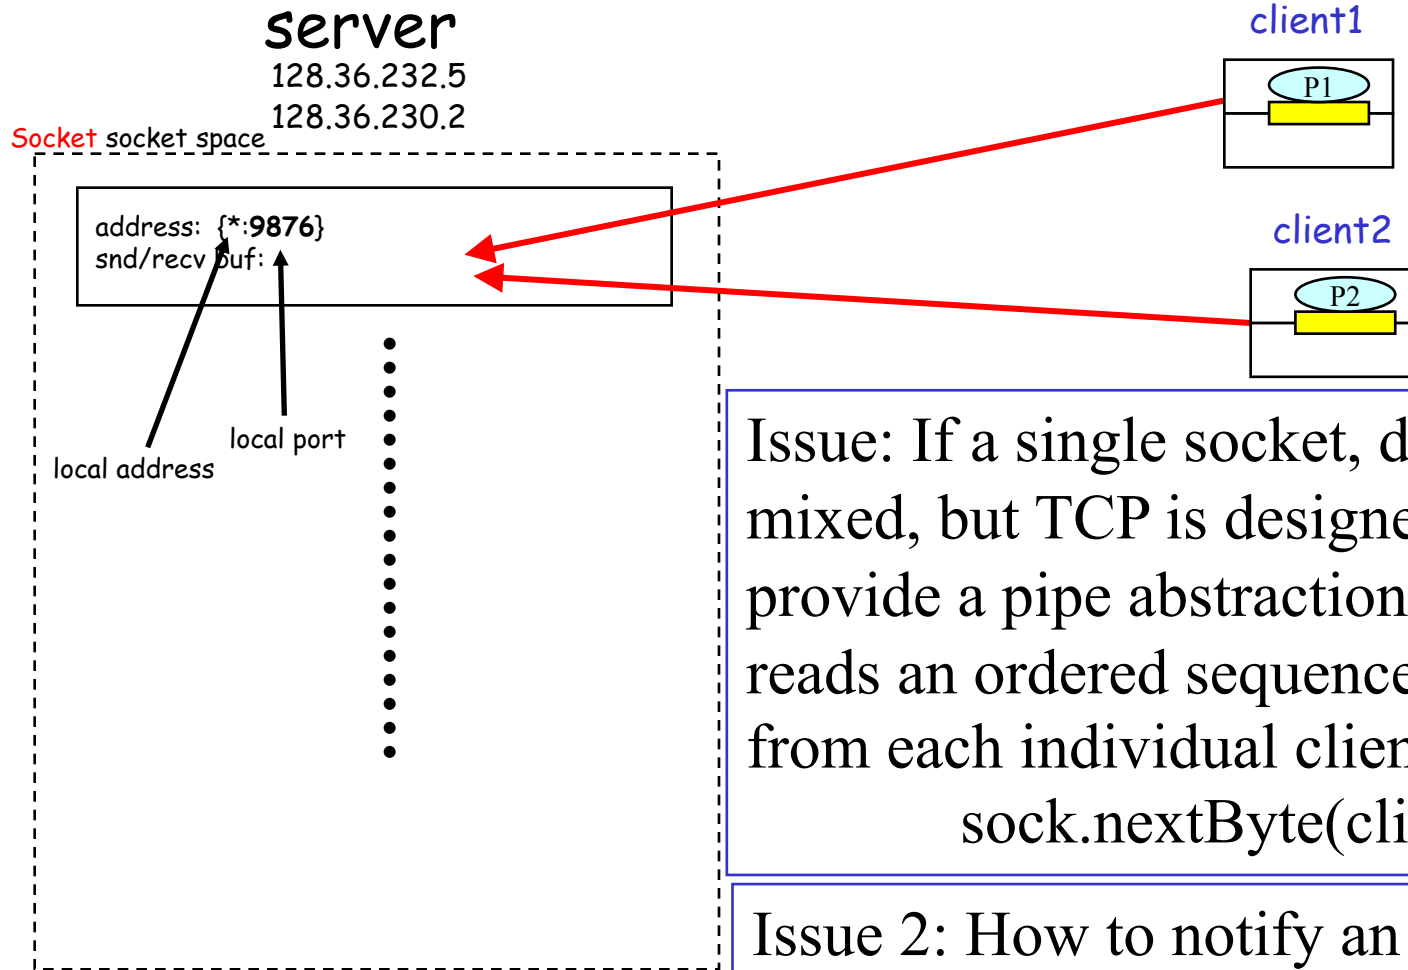 server
128.36.232.5
128.36.230.2
Socket socket space
address: {*:9876}
snd/recv buf:
local port
local address
client1
P1
client2
P2
Issue: If a single socket, d
mixed, but TCP is designe
provide a pipe abstraction
reads an ordered sequence
from each individual clien
sock.nextByte(cli
Issue 2: How to notify an